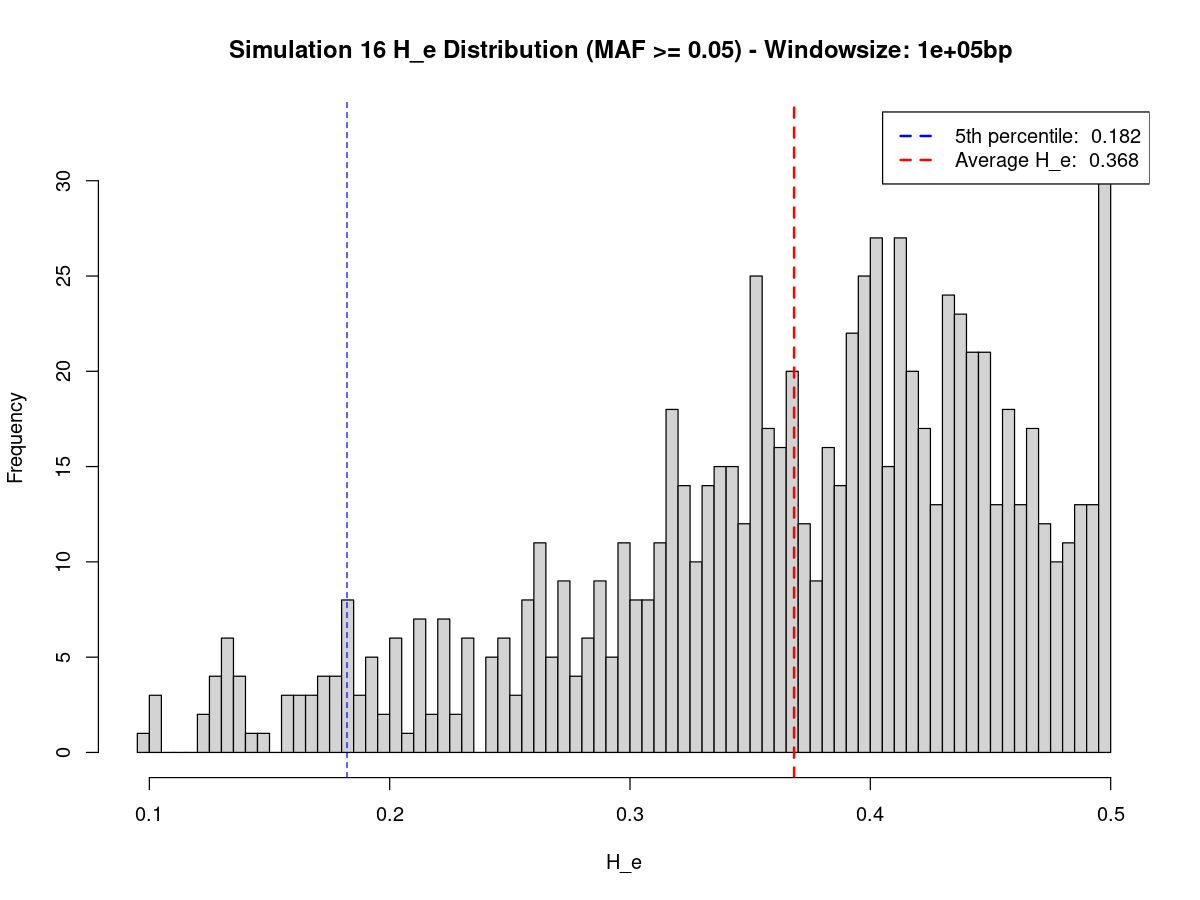 Simulation 16 H_e Distribution (MAF >= 0.05) - Windowsize: 1e+05bp
5th percentile:  0.182
Average H_e:  0.368
Frequency
30
25
20
15
10
5
0
0.1
0.2
0.3
0.4
0.5
H_e